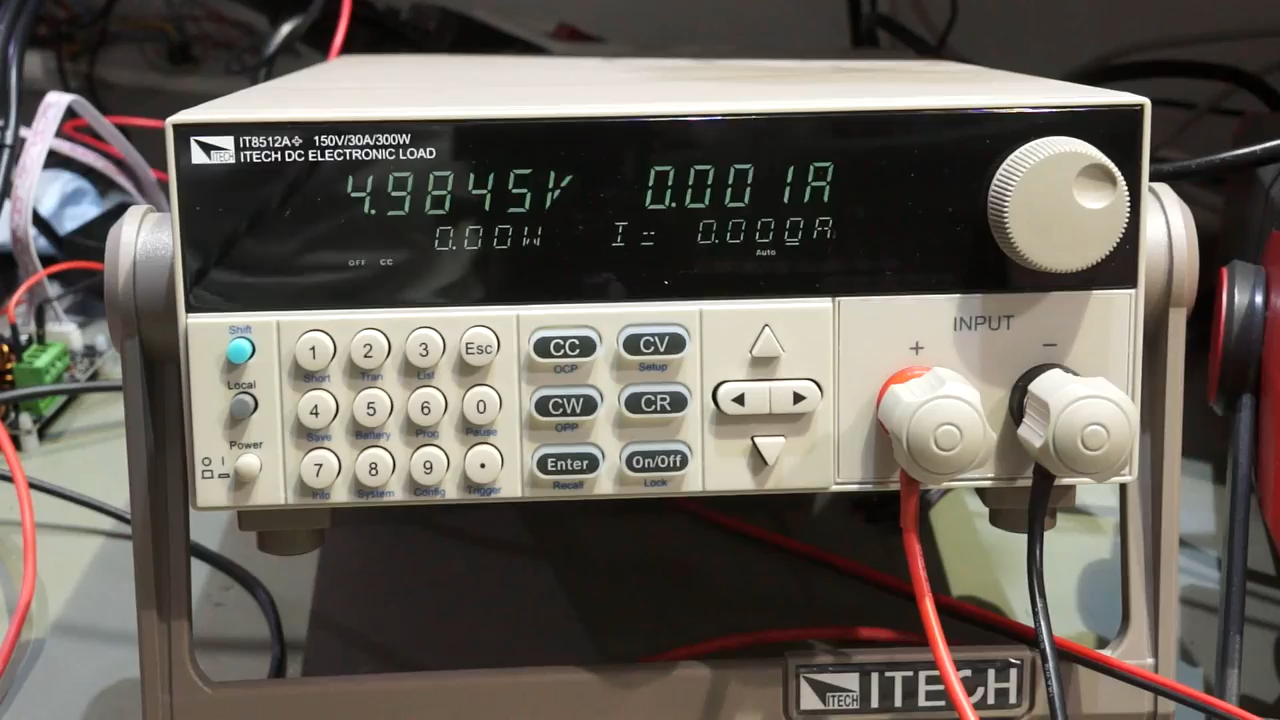 ITECH
IT8512A+ 150V/30A/300W
ITECH DC ELECTRONIC LOAD
4.9845V 0.001A
0.00W I= 0.000A
OFF CC Auto
Shift
Local
Power
1 2 3 Esc
Short Tran List
4 5 6 0
Save Battery Prog Pause
7 8 9 .
Info System Config Trigger
CC CV
OCP Setup
CW CR
OPP
Enter On/Off
Recall Lock
INPUT
+ −
ITECH ITECH